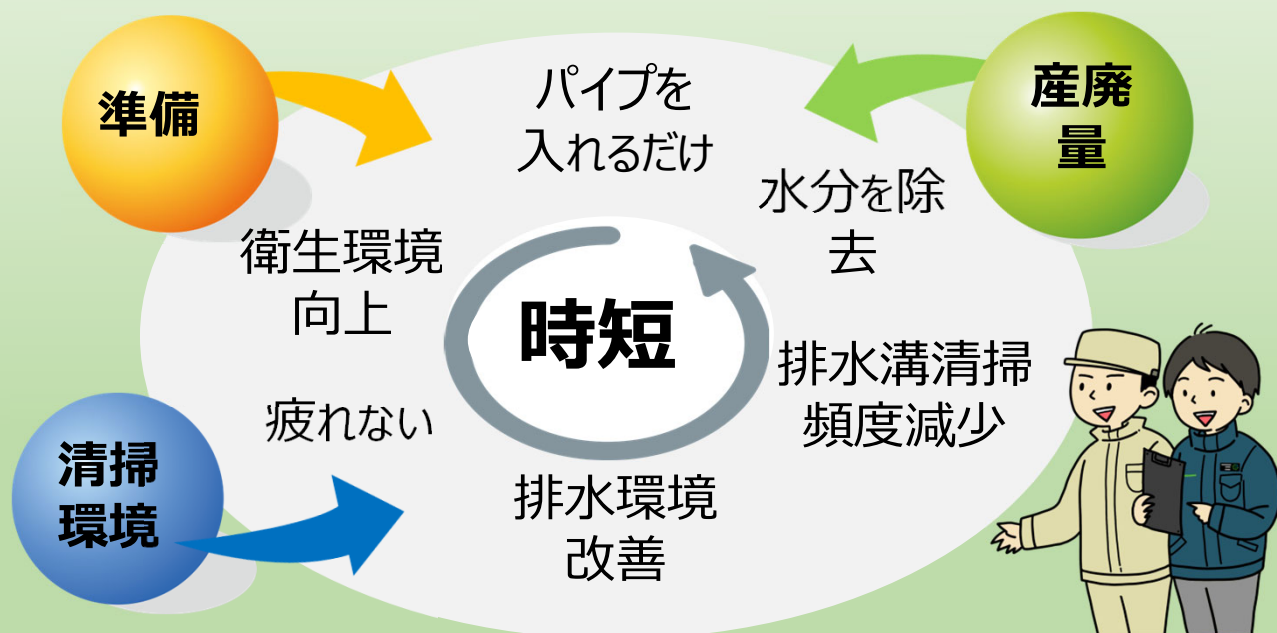 準備
パイプを
入れるだけ
産廃
量
水分を除
去
衛生環境
向上
時短
排水溝清掃
頻度減少
疲れない
清掃
環境
排水環境
改善